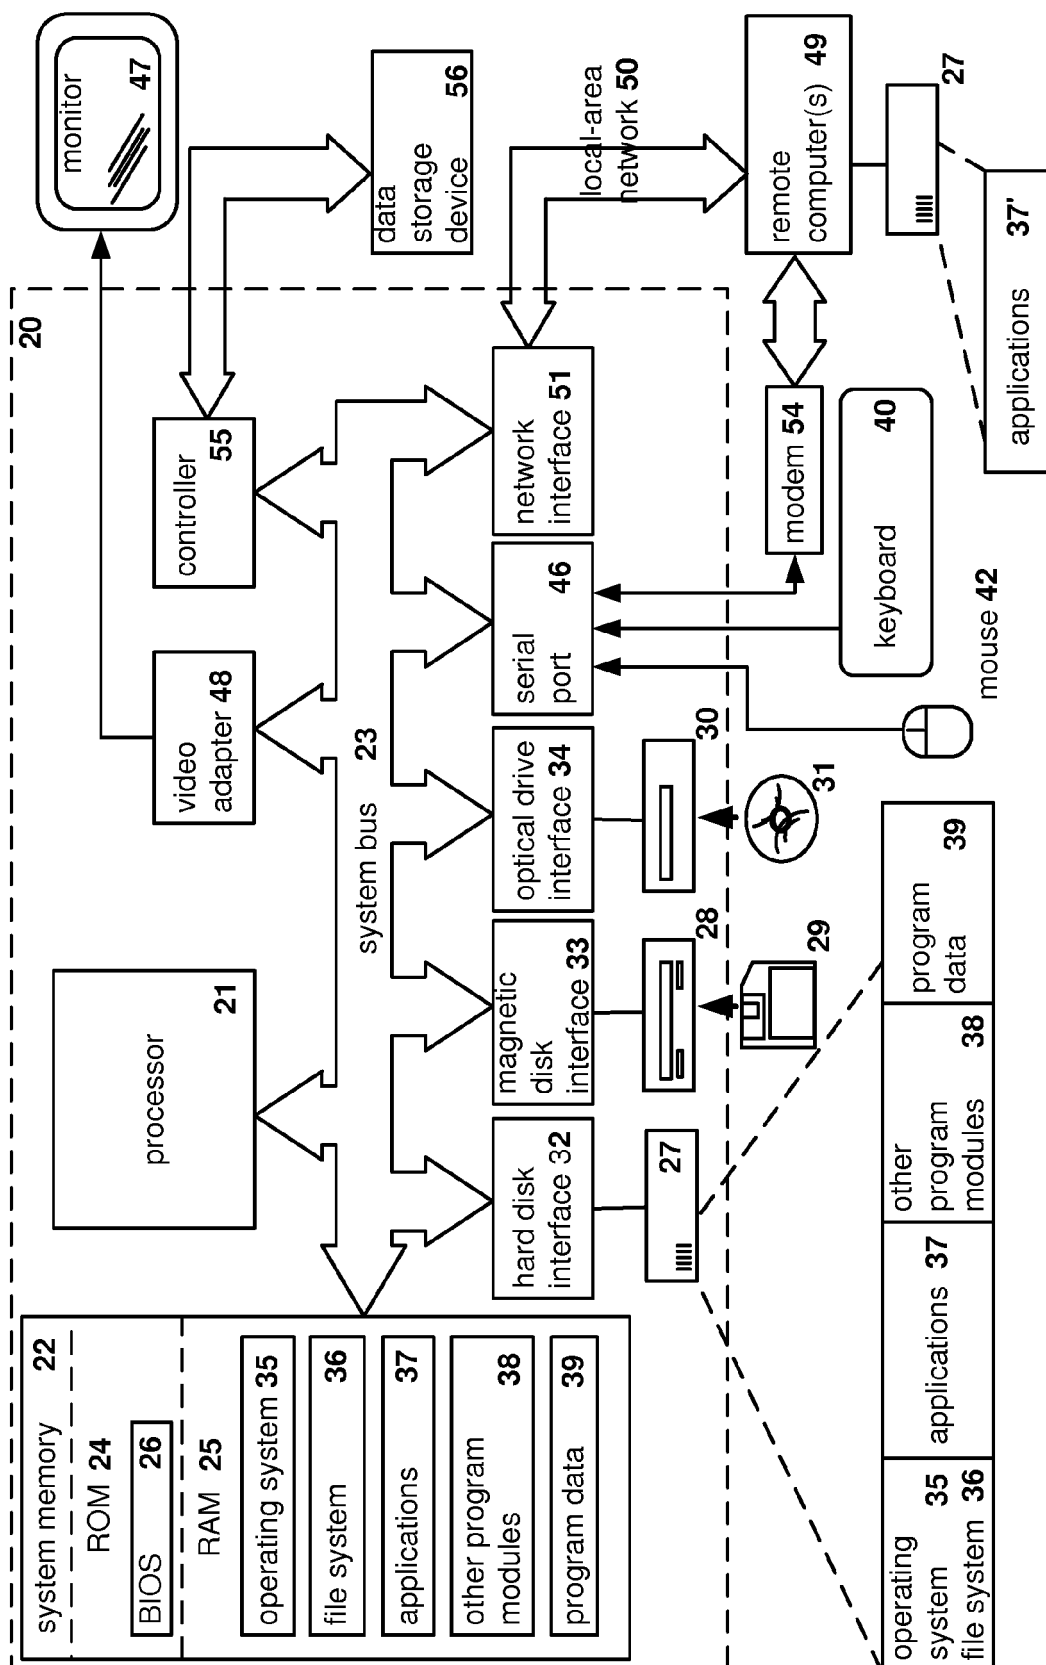 20
system memory 22
ROM 24
BIOS 26
RAM 25
operating system 35
file system 36
applications 37
other program
modules 38
program data 39
processor
21
video
adapter 48
controller
55
monitor
47
data
storage
device
56
system bus 23
hard disk
interface 32
magnetic
disk
interface 33
optical drive
interface 34
serial
port
46
network
interface 51
local-area
network 50
27
28
30
29
31
mouse 42
keyboard
40
modem 54
remote
computer(s) 49
27
applications 37'
operating
system 35
file system 36
applications 37
other
program
modules 38
program
data
39